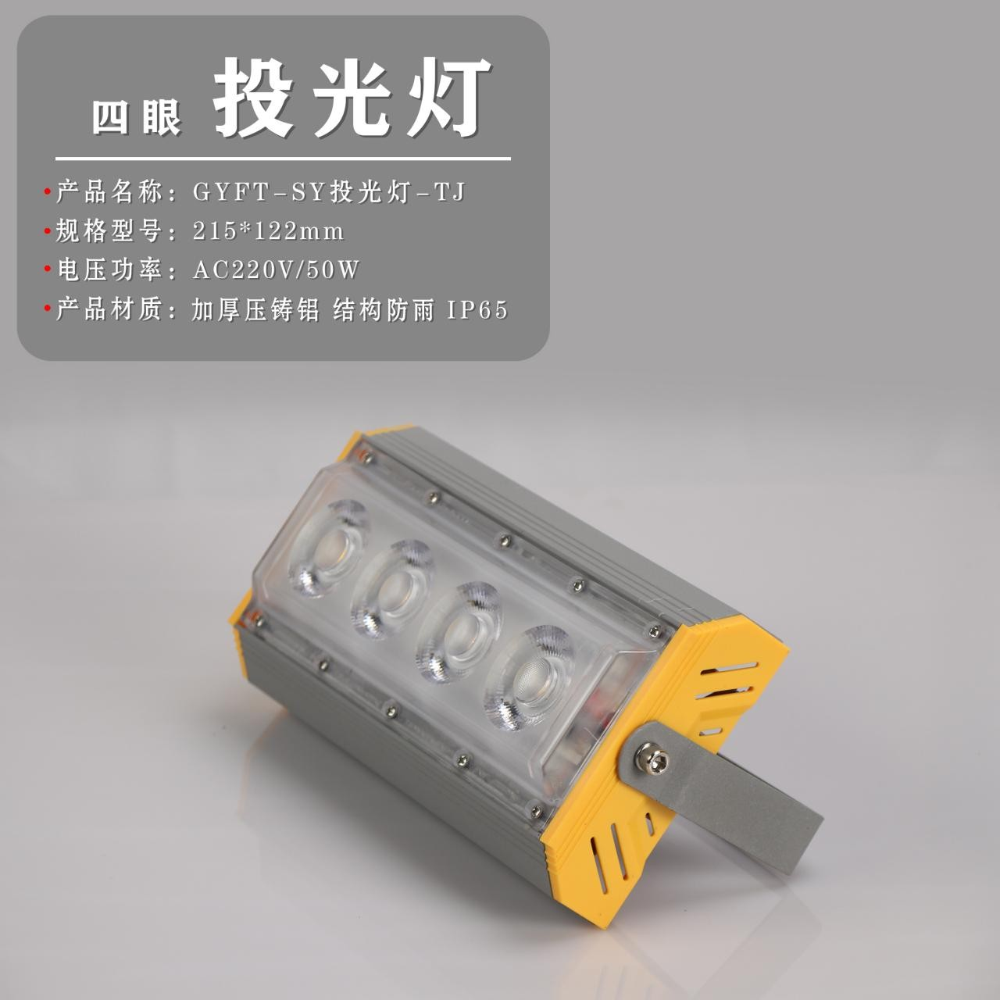 四眼 投光灯
产品名称：GYFT-SY投光灯-TJ
规格型号：215*122mm
电压功率：AC220V/50W
产品材质：加厚压铸铝 结构防雨 IP65